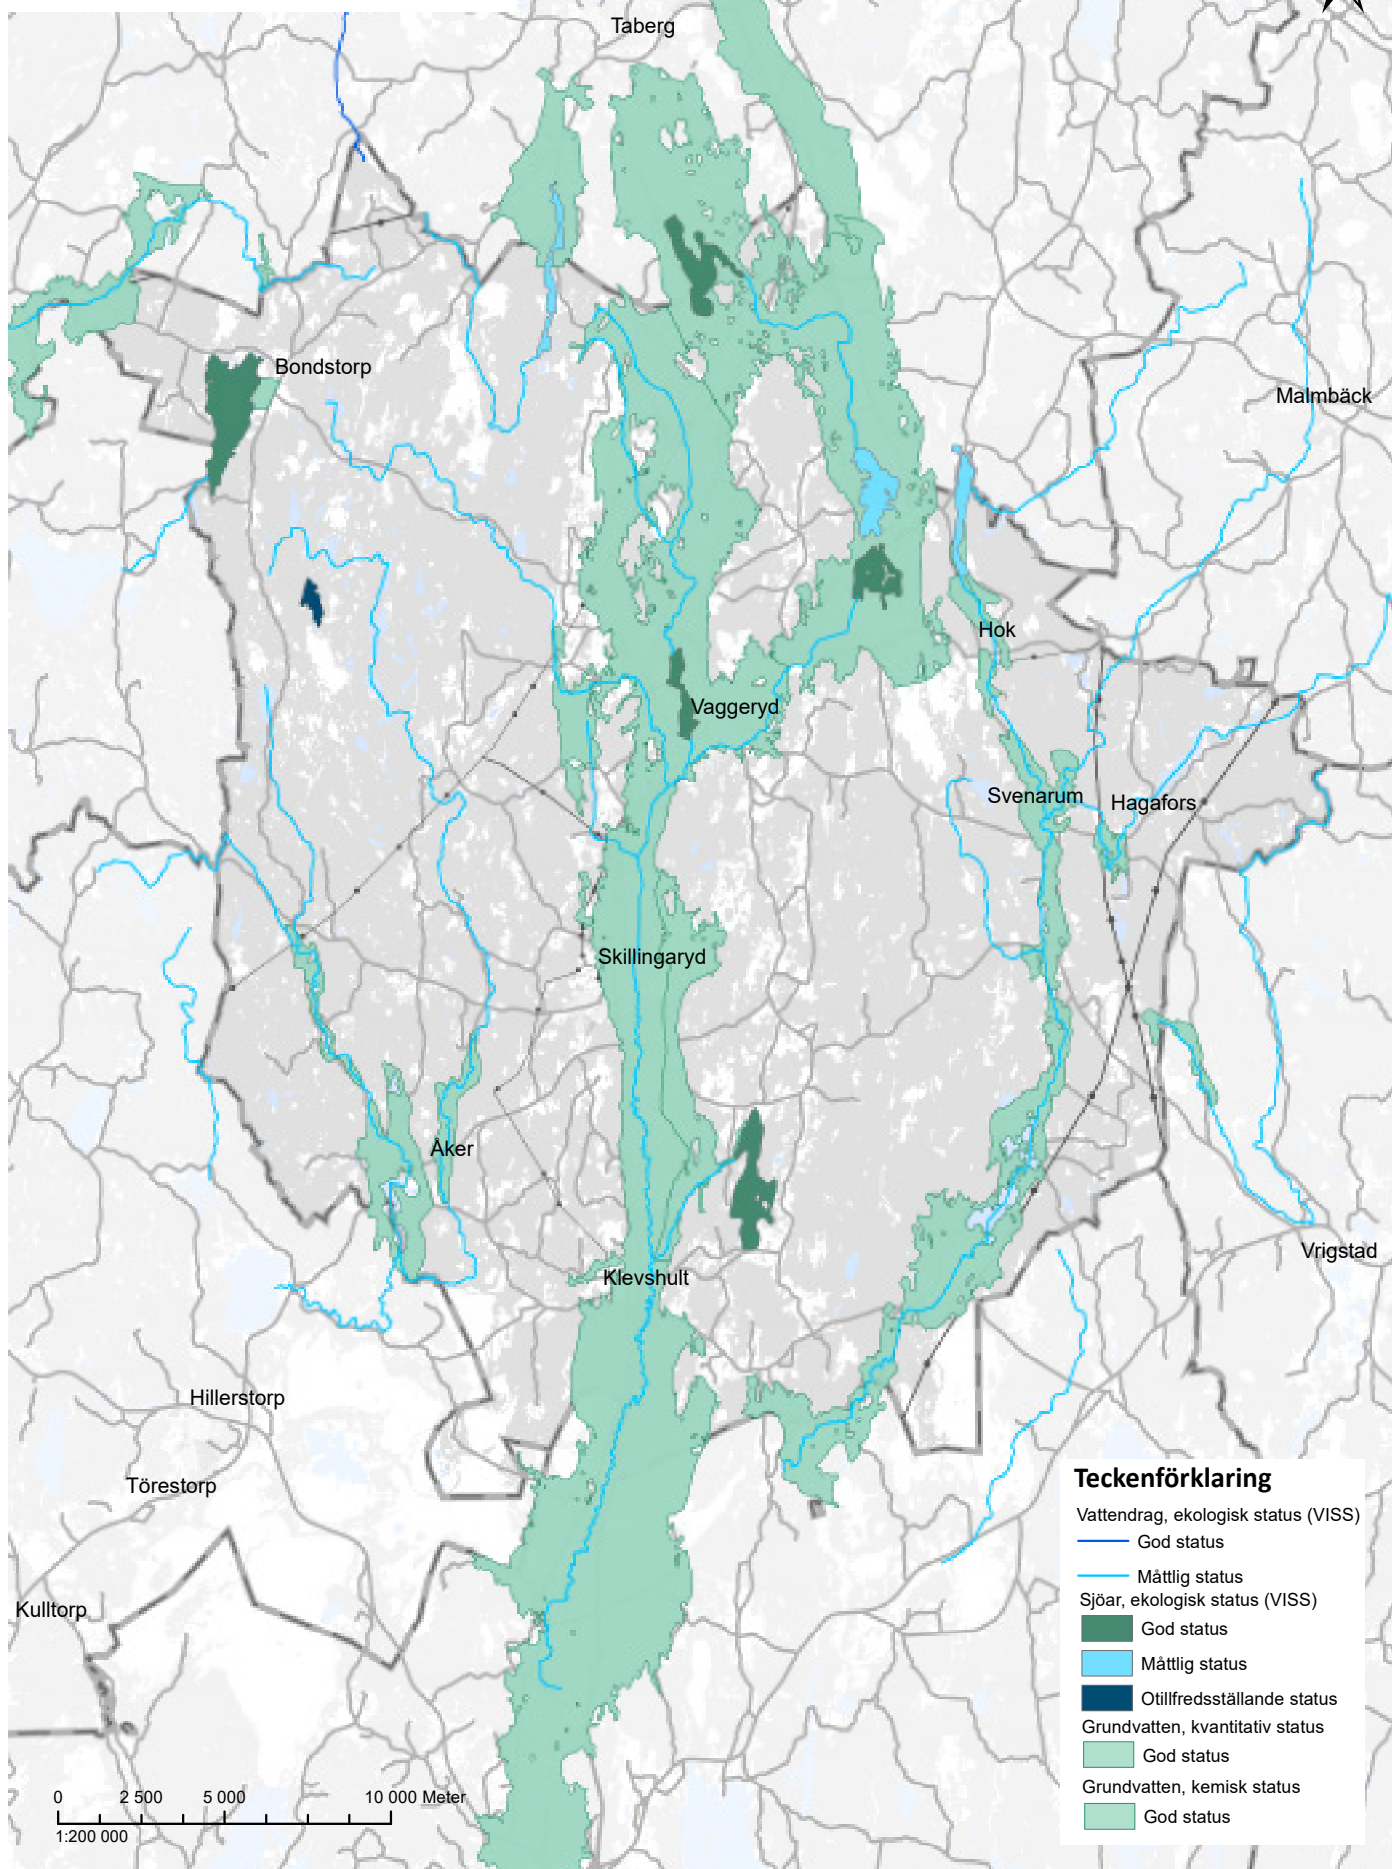 Taberg
Bondstorp
Malmbäck
Hok
Vaggeryd
Svenarum
Hagafors
Skillingaryd
Åker
Vrigstad
Klevshult
Hillerstorp
Törestorp
Kulltorp
Teckenförklaring
Vattendrag, ekologisk status (VISS)
God status
Måttlig status
Sjöar, ekologisk status (VISS)
God status
Måttlig status
Otillfredsställande status
Grundvatten, kvantitativ status
God status
Grundvatten, kemisk status
God status
0 2 500 5 000 10 000 Meter
1:200 000